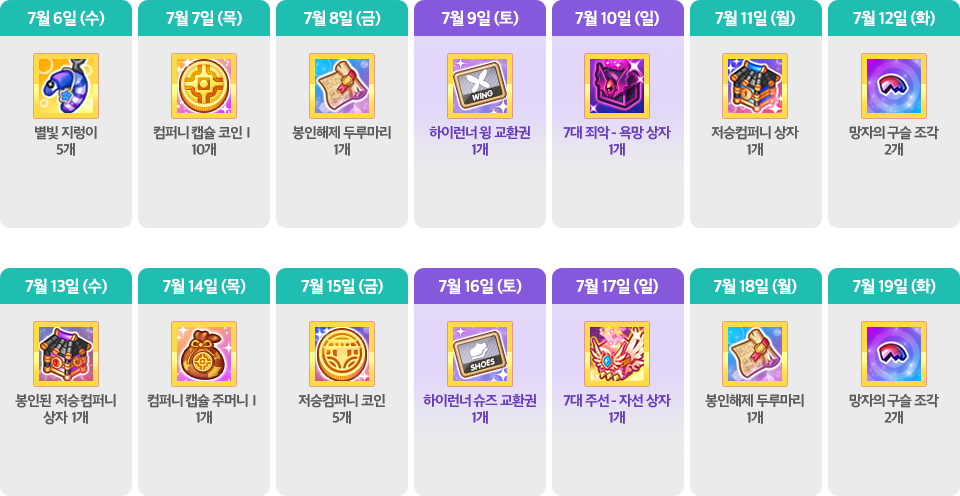 7월 6일 (수)
7월 7일 (목)
7월 8일 (금)
7월 9일 (토)
7월 10일 (일)
7월 11일 (월)
7월 12일 (화)
별빛 지렁이
5개
컴퍼니 캡슐 코인 I
10개
봉인해제 두루마리
1개
WING
하이런너 윙 교환권
1개
7대 죄악 - 욕망 상자
1개
저승컴퍼니 상자
1개
망자의 구슬 조각
2개
7월 13일 (수)
7월 14일 (목)
7월 15일 (금)
7월 16일 (토)
7월 17일 (일)
7월 18일 (월)
7월 19일 (화)
봉인된 저승컴퍼니
상자 1개
컴퍼니 캡슐 주머니 I
1개
저승컴퍼니 코인
5개
SHOES
하이런너 슈즈 교환권
1개
7대 주선 - 자선 상자
1개
봉인해제 두루마리
1개
망자의 구슬 조각
2개